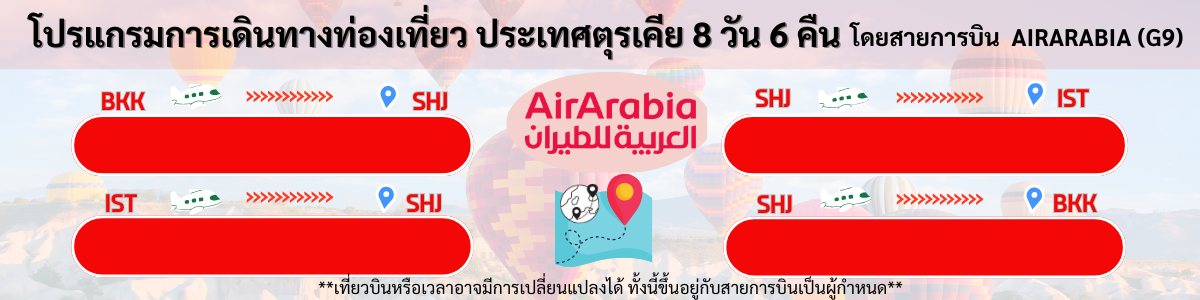 โปรแกรมการเดินทางท่องเที่ยว ประเทศตุรเคีย 8 วัน 6 คืน โดยสายการบิน AIRARABIA (G9)
BKK >>>>>>>>>>>> SHJ
AirArabia
العربية للطيران
SHJ >>>>>>>>>>>> IST
IST >>>>>>>>>>>> SHJ
SHJ >>>>>>>>>>>> BKK
**เที่ยวบินหรือเวลาอาจมีการเปลี่ยนแปลงได้ ทั้งนี้ขึ้นอยู่กับสายการบินเป็นผู้กำหนด**